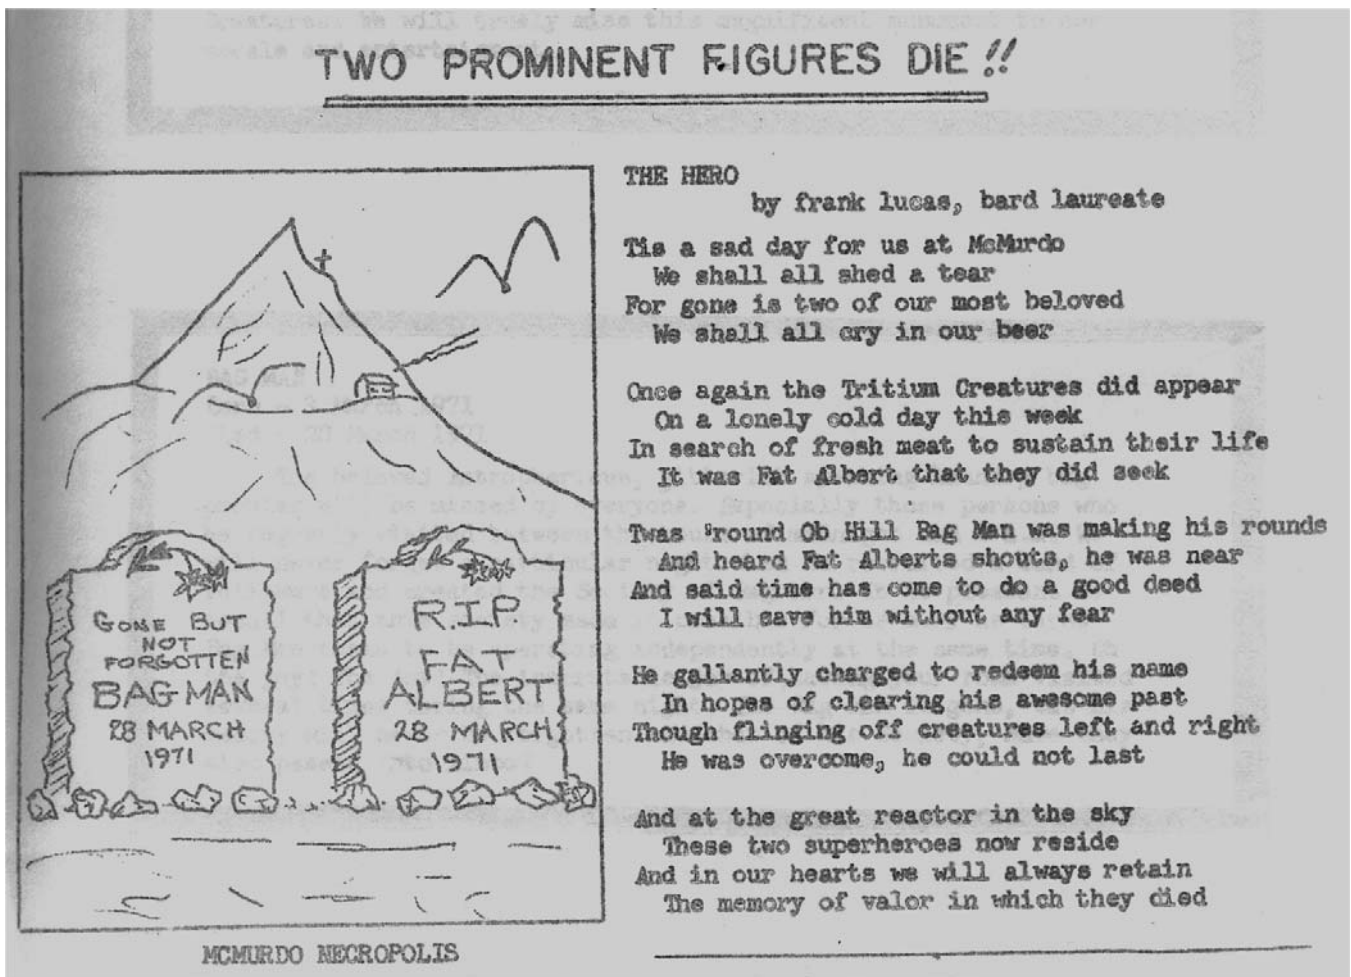 TWO PROMINENT FIGURES DIE!!
THE HERO
by frank lucas, bard laureate
Tis a sad day for us at McMurdo
We shall all shed a tear
For gone is two of our most beloved
We shall all cry in our beer
Once again the Tritium Creatures did appear
On a lonely cold day this week
In search of fresh meat to sustain their life
It was Fat Albert that they did seek
Twas 'round Ob Hill Bag Man was making his rounds
And heard Fat Alberts shouts, he was near
And said time has come to do a good deed
I will save him without any fear
He gallantly charged to redeem his name
In hopes of clearing his awesome past
Though flinging off creatures left and right
He was overcome, he could not last
And at the great reactor in the sky
These two superheroes now reside
And in our hearts we will always retain
The memory of valor in which they died
GONE BUT
NOT
FORGOTTEN
BAG MAN
28 MARCH
1971
R.I.P
FAT
ALBERT
28 MARCH
1971
MCMURDO NECROPOLIS